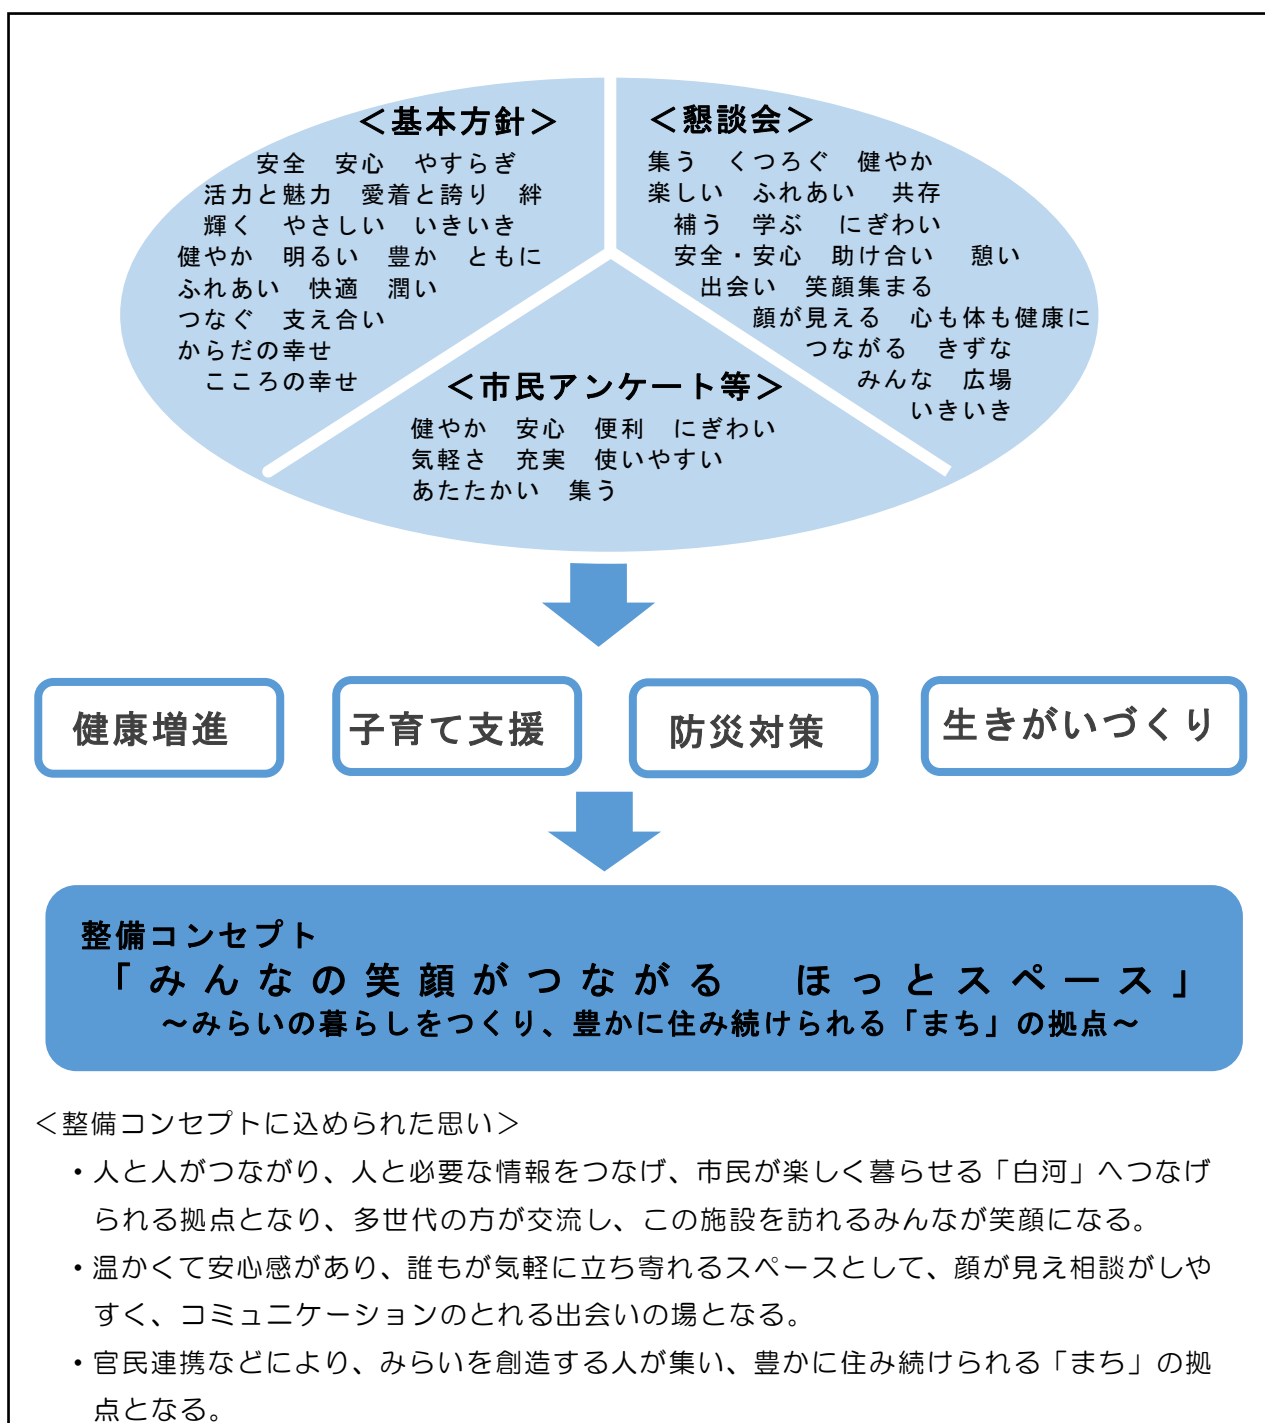 ＜基本方針＞
安全　安心　やすらぎ
活力と魅力　愛着と誇り　絆
輝く　やさしい　いきいき
健やか　明るい　豊か　ともに
ふれあい　快適　潤い
つなぐ　支え合い
からだの幸せ
こころの幸せ
＜懇談会＞
集う　くつろぐ　健やか
楽しい　ふれあい　共存
補う　学ぶ　にぎわい
安全・安心　助け合い　憩い
出会い　笑顔集まる
顔が見える　心も体も健康に
つながる　きずな
みんな　広場
いきいき
＜市民アンケート等＞
健やか　安心　便利　にぎわい
気軽さ　充実　使いやすい
あたたかい　集う
健康増進
子育て支援
防災対策
生きがいづくり
整備コンセプト
「みんなの笑顔がつながる　ほっとスペース」
～みらいの暮らしをつくり、豊かに住み続けられる「まち」の拠点～
＜整備コンセプトに込められた思い＞
・人と人がつながり、人と必要な情報をつなげ、市民が楽しく暮らせる「白河」へつなげ
られる拠点となり、多世代の方が交流し、この施設を訪れるみんなが笑顔になる。
・温かくて安心感があり、誰もが気軽に立ち寄れるスペースとして、顔が見え相談がしや
すく、コミュニケーションのとれる出会いの場となる。
・官民連携などにより、みらいを創造する人が集い、豊かに住み続けられる「まち」の拠
点となる。